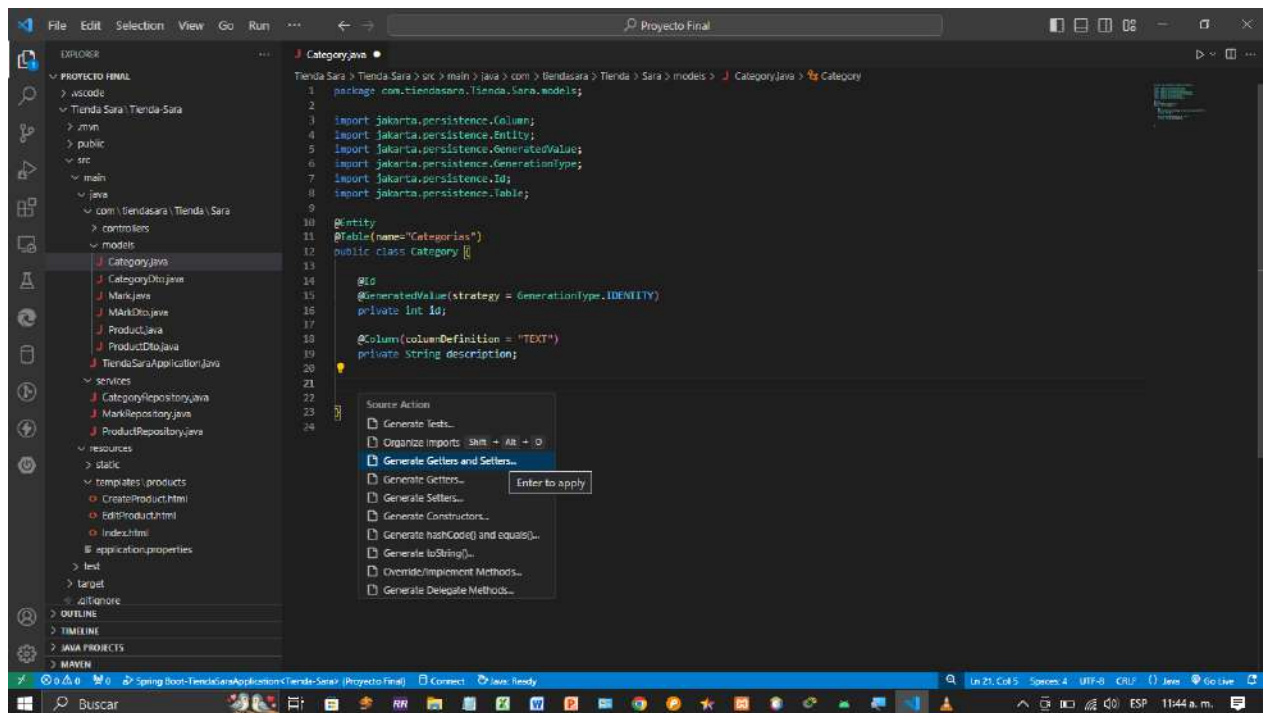 File Edit Selection View Go Run ...
Proyecto Final
EXPLORER
PROYECTO FINAL
.vscode
Tienda Sara \ Tienda-Sara
.mvn
public
src
main
java
com \ tiendasara \ Tienda \ Sara
controllers
models
Category.java
CategoryDto.java
Mark.java
MArkDto.java
Product.java
ProductDto.java
TiendaSaraApplication.java
services
CategoryRepository.java
MarkRepository.java
ProductRepository.java
resources
static
templates \ products
CreateProduct.html
EditProduct.html
Index.html
application.properties
test
target
.gitignore
OUTLINE
TIMELINE
JAVA PROJECTS
MAVEN
Category.java
Tienda Sara > Tienda-Sara > src > main > java > com > tiendasara > Tienda > Sara > models > Category.java > Category
1 package com.tiendasara.Tienda.Sara.models;
2
3 import jakarta.persistence.Column;
4 import jakarta.persistence.Entity;
5 import jakarta.persistence.GeneratedValue;
6 import jakarta.persistence.GenerationType;
7 import jakarta.persistence.Id;
8 import jakarta.persistence.Table;
9
10 @Entity
11 @Table(name="Categorias")
12 public class Category {
13
14 @Id
15 @GeneratedValue(strategy = GenerationType.IDENTITY)
16 private int id;
17
18 @Column(columnDefinition = "TEXT")
19 private String description;
20
21
22
23 }
24
Source Action
Generate Tests...
Organize Imports Shift + Alt + O
Generate Getters and Setters...
Enter to apply
Generate Getters...
Generate Setters...
Generate Constructors...
Generate hashCode() and equals()...
Generate toString()...
Override/Implement Methods...
Generate Delegate Methods...
0 0 0 Spring Boot-TiendaSaraApplication<Tienda-Sara> (Proyecto Final) Connect Java: Ready
Ln 21, Col 5 Spaces: 4 UTF-8 CRLF {} Java Go Live
Buscar
ESP 11:44 a. m.